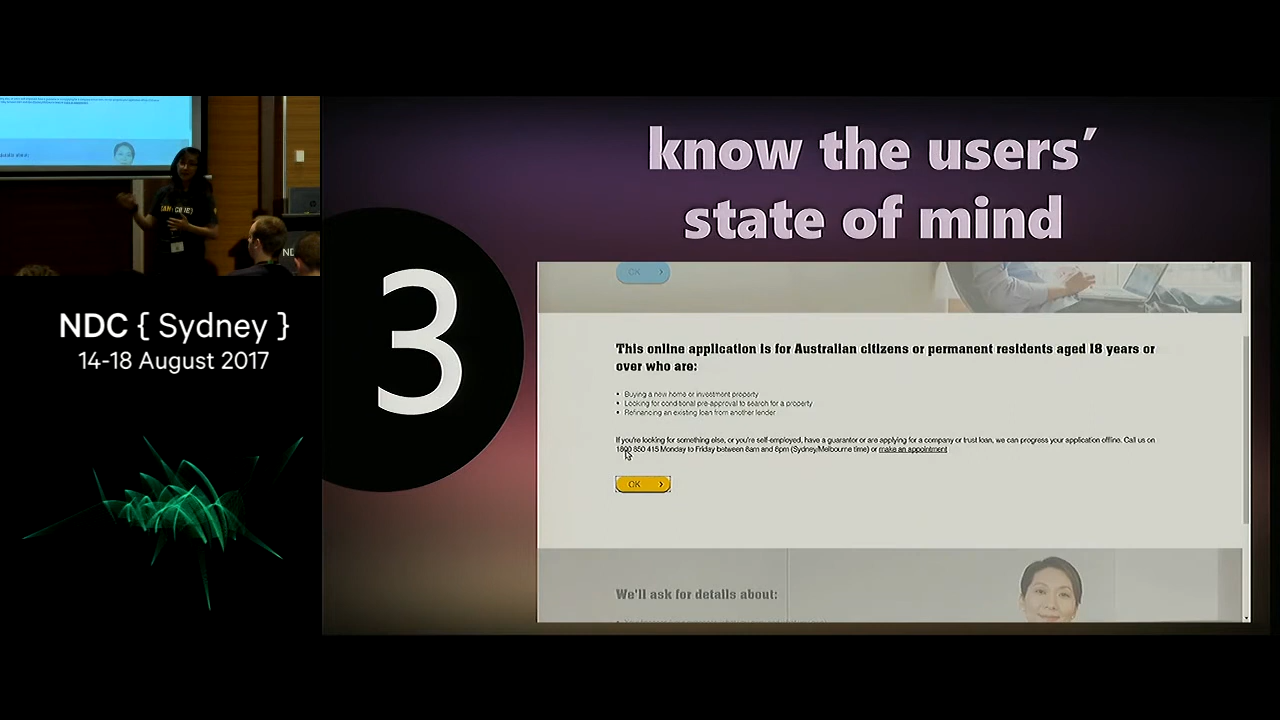 know the users’
state of mind
3
NDC { Sydney }
14-18 August 2017
OK
This online application is for Australian citizens or permanent residents aged 18 years or
over who are:
• Buying a new home or investment property
• Looking for conditional pre-approval to search for a property
• Refinancing an existing loan from another lender
If you're looking for something else, or you're self-employed, have a guarantor or are applying for a company or trust loan, we can progress your application offline. Call us on
1800 850 415 Monday to Friday between 8am and 6pm (Sydney/Melbourne time) or make an appointment
OK
We'll ask for details about: